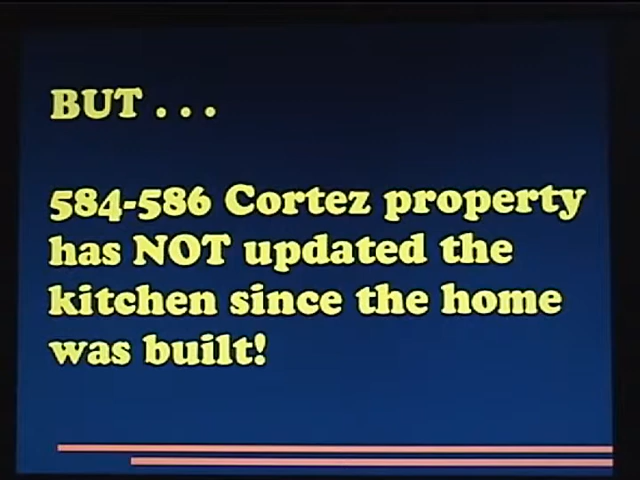 BUT . . .
584-586 Cortez property
has NOT updated the
kitchen since the home
was built!